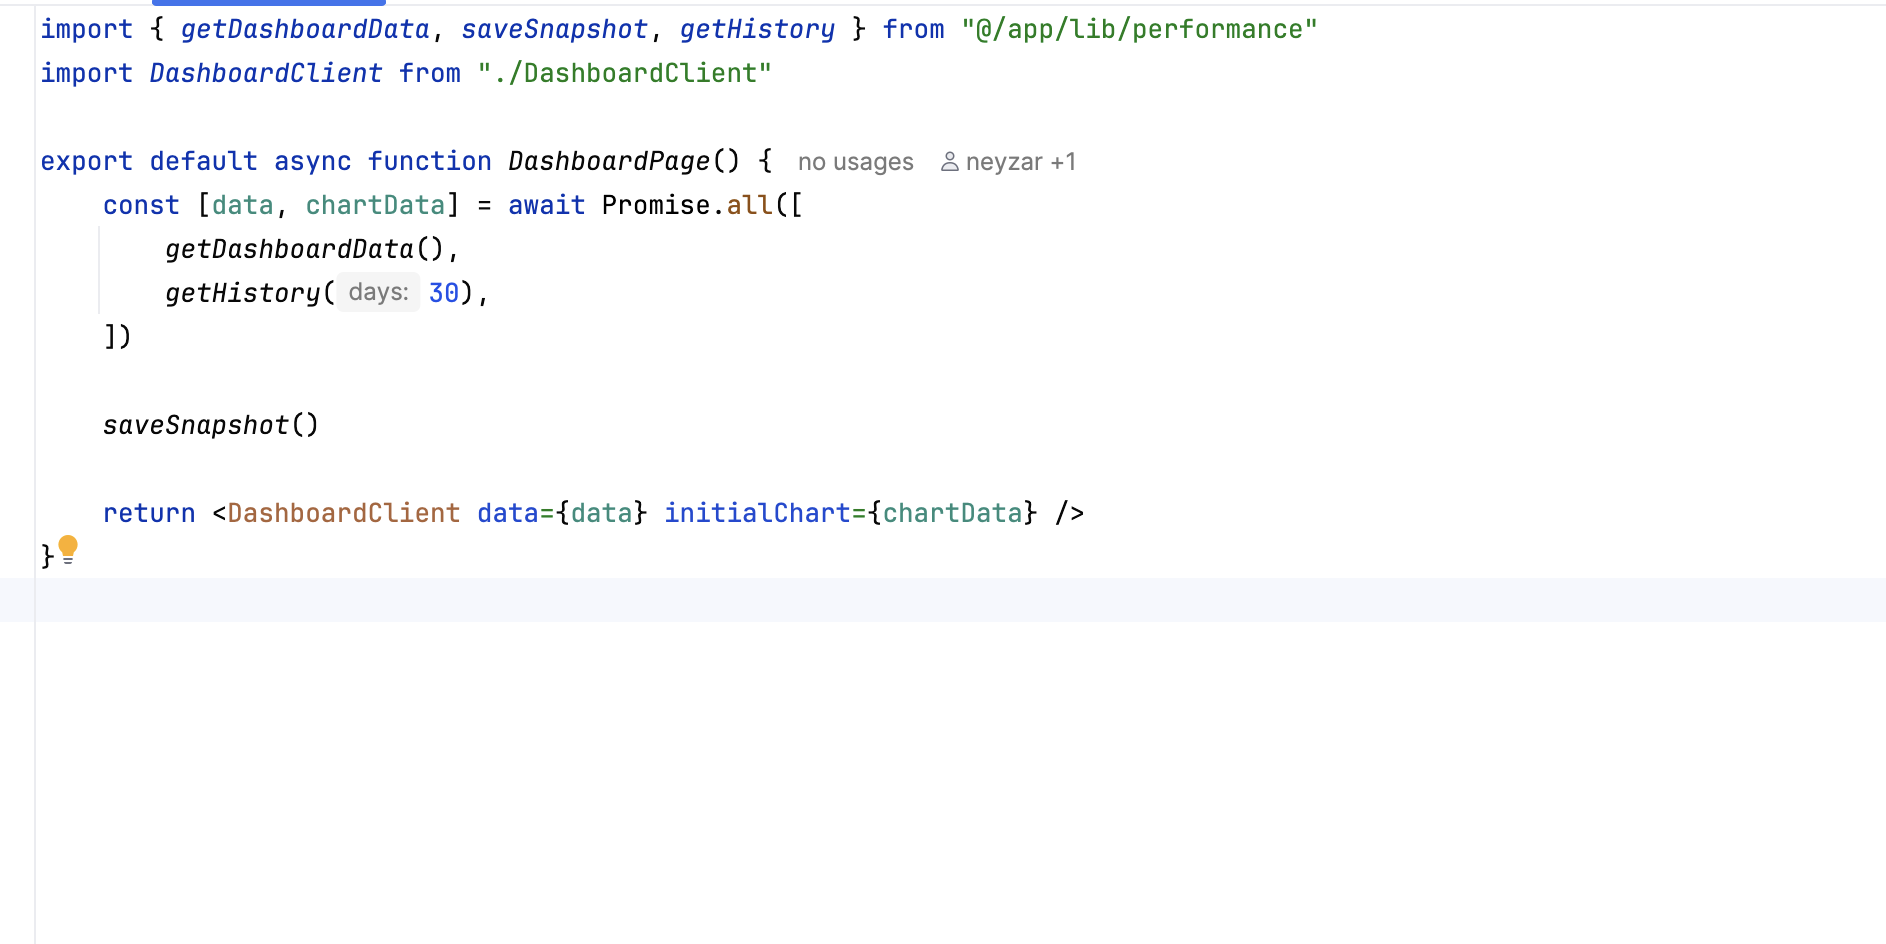 import { getDashboardData, saveSnapshot, getHistory } from "@/app/lib/performance"
import DashboardClient from "./DashboardClient"
export default async function DashboardPage() { no usages neyzar +1
const [data, chartData] = await Promise.all([
getDashboardData(),
getHistory( days: 30),
])
saveSnapshot()
return <DashboardClient data={data} initialChart={chartData} />
}